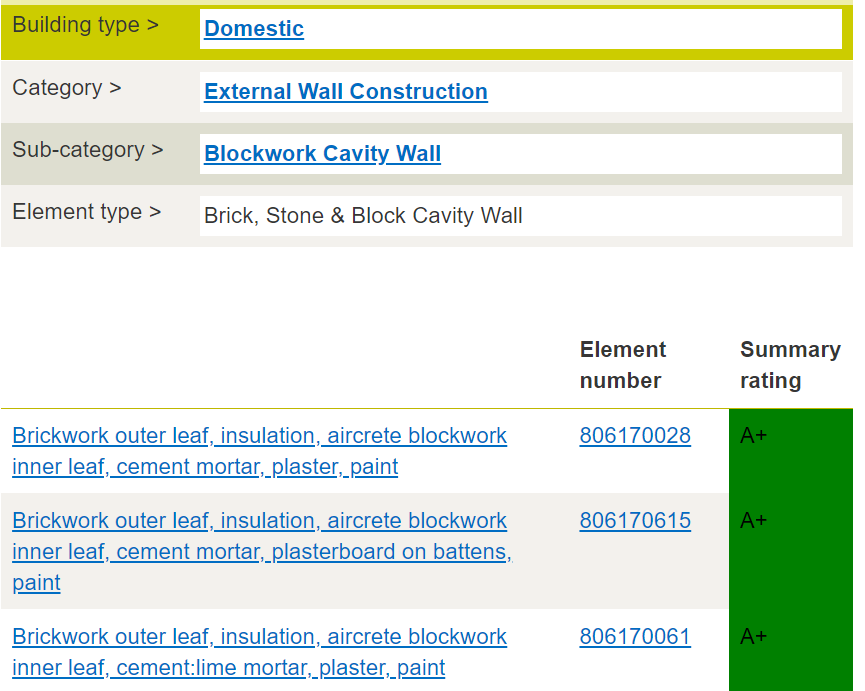 Building type > Domestic
Category > External Wall Construction
Sub-category > Blockwork Cavity Wall
Element type > Brick, Stone & Block Cavity Wall
Element number Summary rating
Brickwork outer leaf, insulation, aircrete blockwork 806170028 A+
inner leaf, cement mortar, plaster, paint
Brickwork outer leaf, insulation, aircrete blockwork 806170615 A+
inner leaf, cement mortar, plasterboard on battens,
paint
Brickwork outer leaf, insulation, aircrete blockwork 806170061 A+
inner leaf, cement:lime mortar, plaster, paint